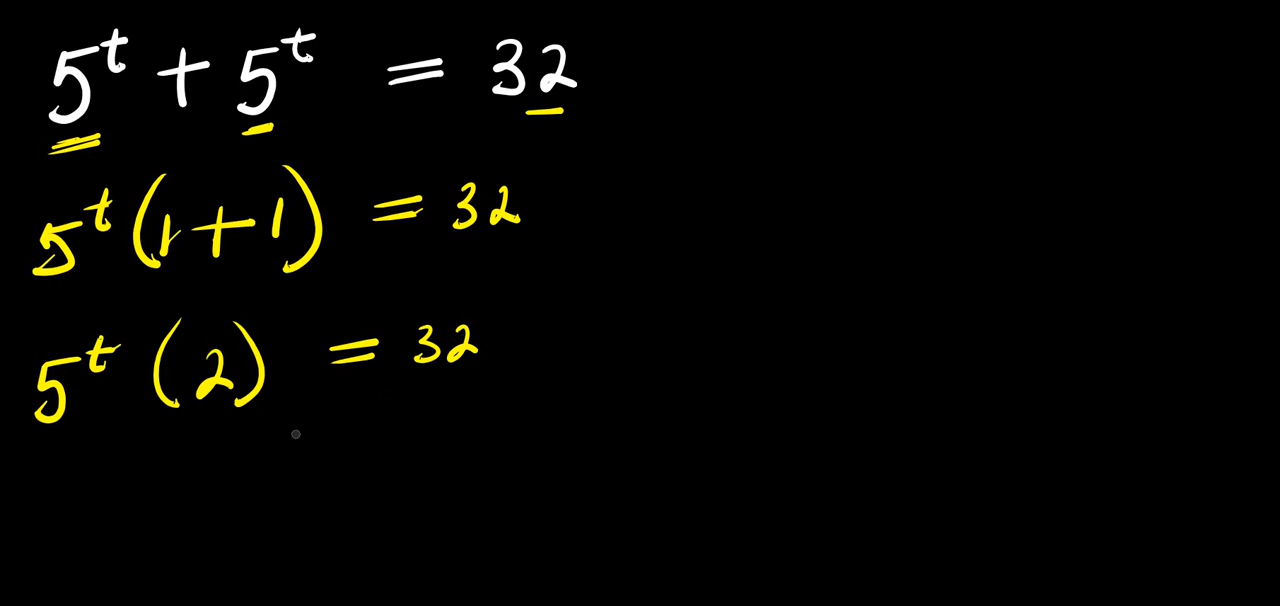 5^t + 5^t = 32
5^t (1+1) = 32
5^t (2) = 32